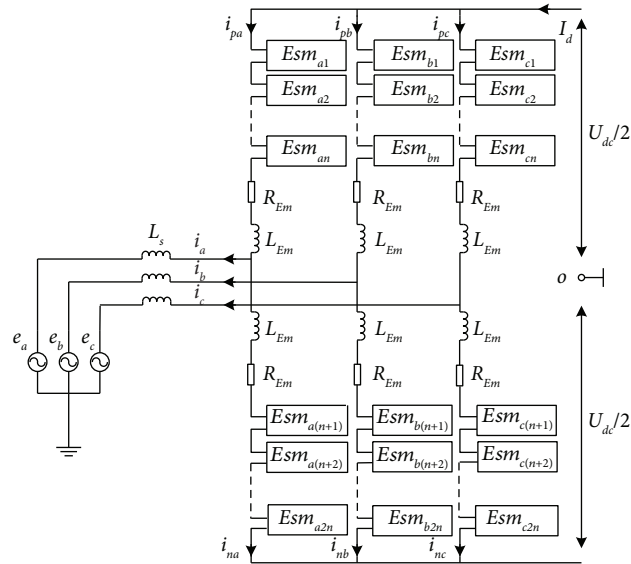 i_pa i_pb i_pc I_d
Esm_a1 Esm_b1 Esm_c1
Esm_a2 Esm_b2 Esm_c2
U_dc/2
Esm_an Esm_bn Esm_cn
R_Em R_Em R_Em
L_s i_a L_Em L_Em L_Em
i_b o
i_c
e_a e_b e_c L_Em L_Em L_Em
R_Em R_Em R_Em
Esm_a(n+1) Esm_b(n+1) Esm_c(n+1)
U_dc/2
Esm_a(n+2) Esm_b(n+2) Esm_c(n+2)
Esm_a2n Esm_b2n Esm_c2n
i_na i_nb i_nc